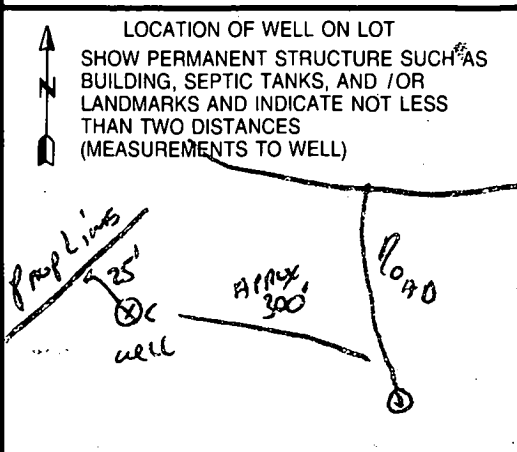 LOCATION OF WELL ON LOT
SHOW PERMANENT STRUCTURE SUCH AS
BUILDING, SEPTIC TANKS, AND /OR
LANDMARKS AND INDICATE NOT LESS
THAN TWO DISTANCES
(MEASUREMENTS TO WELL)
N
prop Line
25'
well
APPROX
300'
ROAD